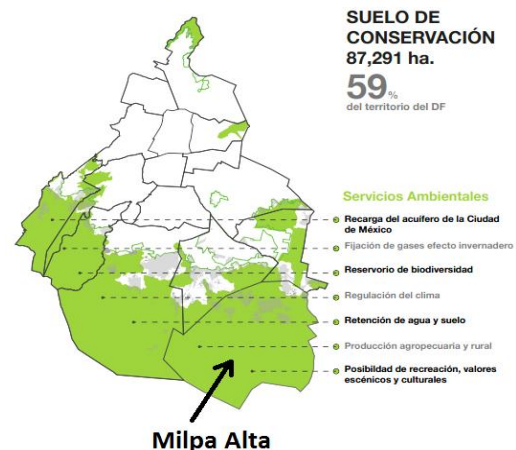 SUELO DE
CONSERVACIÓN
87,291 ha.
59%
del territorio del DF
Servicios Ambientales
Recarga del acuífero de la Ciudad
de México
Fijación de gases efecto invernadero
Reservorio de biodiversidad
Regulación del clima
Retención de agua y suelo
Producción agropecuaria y rural
Posibildad de recreación, valores
escénicos y culturales
Milpa Alta